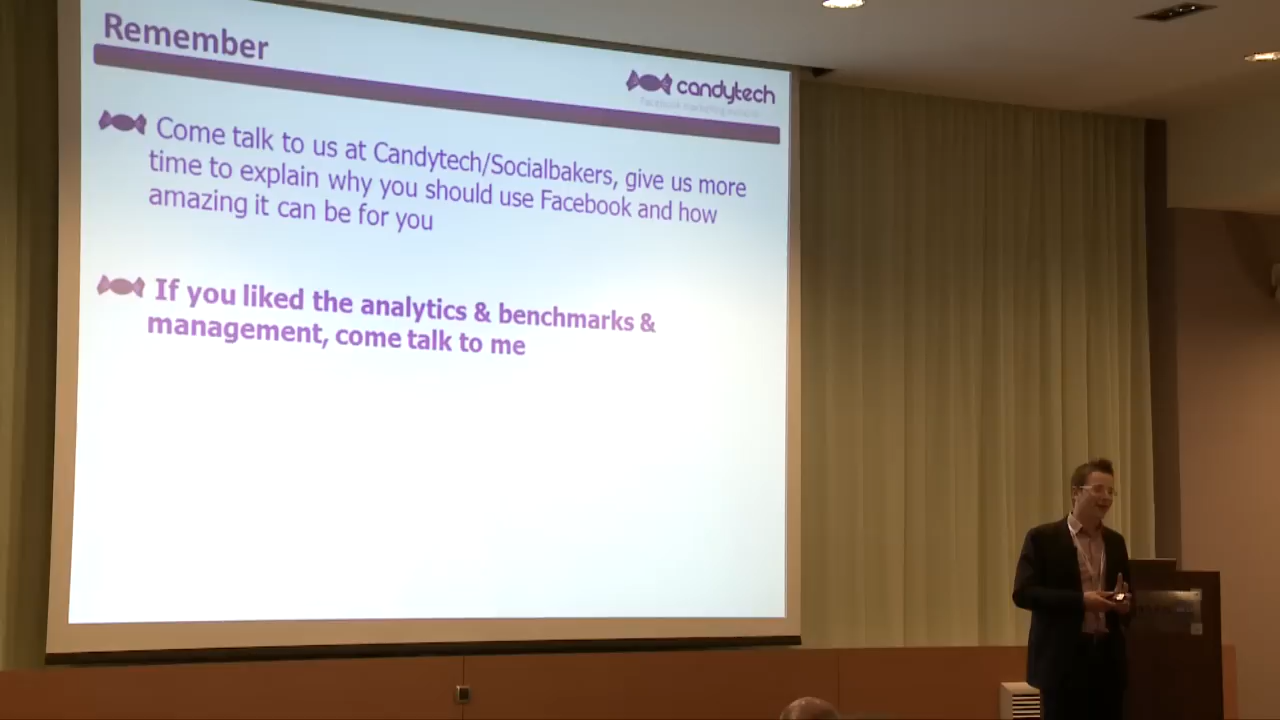 Remember
candytech
Come talk to us at Candytech/Socialbakers, give us more
time to explain why you should use Facebook and how
amazing it can be for you
If you liked the analytics & benchmarks &
management, come talk to me